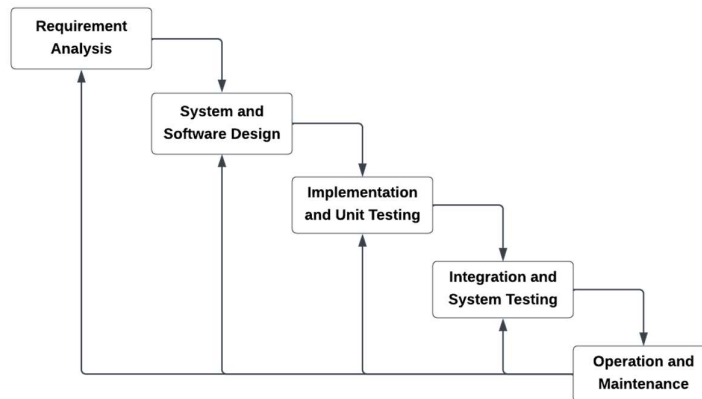 Requirement
Analysis
System and
Software Design
Implementation
and Unit Testing
Integration and
System Testing
Operation and
Maintenance